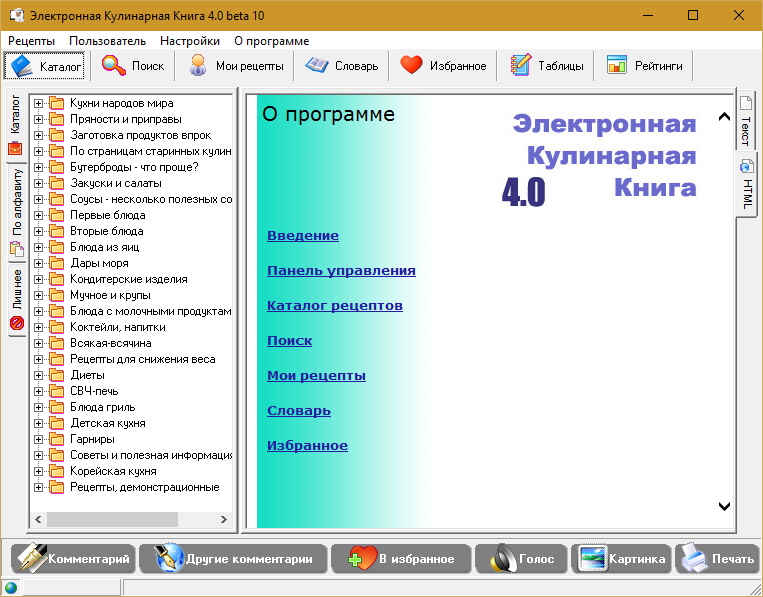 Электронная Кулинарная Книга 4.0 beta 10
Рецепты Пользователь Настройки О программе
Каталог Поиск Мои рецепты Словарь Избранное Таблицы Рейтинги
Каталог
По алфавиту
Лишнее
Кухни народов мира
Пряности и приправы
Заготовка продуктов впрок
По страницам старинных кулин
Бутерброды - что проще?
Закуски и салаты
Соусы - несколько полезных со
Первые блюда
Вторые блюда
Блюда из яиц
Дары моря
Кондитерские изделия
Мучное и крупы
Блюда с молочными продуктам
Коктейли, напитки
Всякая-всячина
Рецепты для снижения веса
Диеты
СВЧ-печь
Блюда гриль
Детская кухня
Гарниры
Советы и полезная информация
Корейская кухня
Рецепты, демонстрационные
О программе
Электронная
Кулинарная
4.0 Книга
Введение
Панель управления
Каталог рецептов
Поиск
Мои рецепты
Словарь
Избранное
Текст
HTML
Комментарий Другие комментарии В избранное Голос Картинка Печать